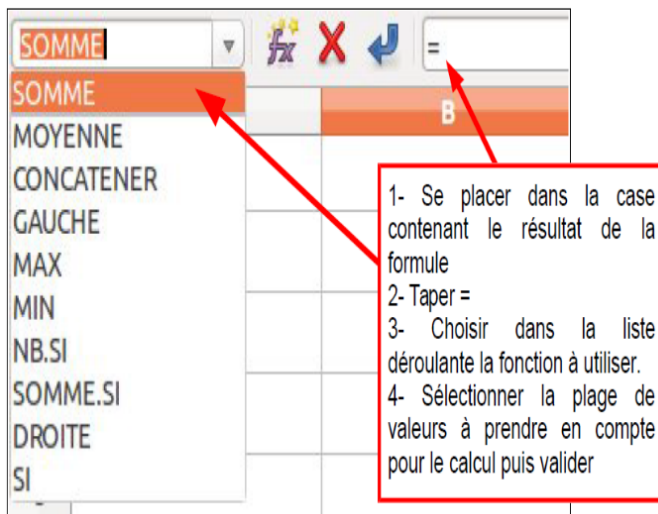 SOMME
fx
=
SOMME
B
MOYENNE
CONCATENER
GAUCHE
MAX
MIN
NB.SI
SOMME.SI
DROITE
SI
1- Se placer dans la case
contenant le résultat de la
formule
2- Taper =
3- Choisir dans la liste
déroulante la fonction à utiliser.
4- Sélectionner la plage de
valeurs à prendre en compte
pour le calcul puis valider